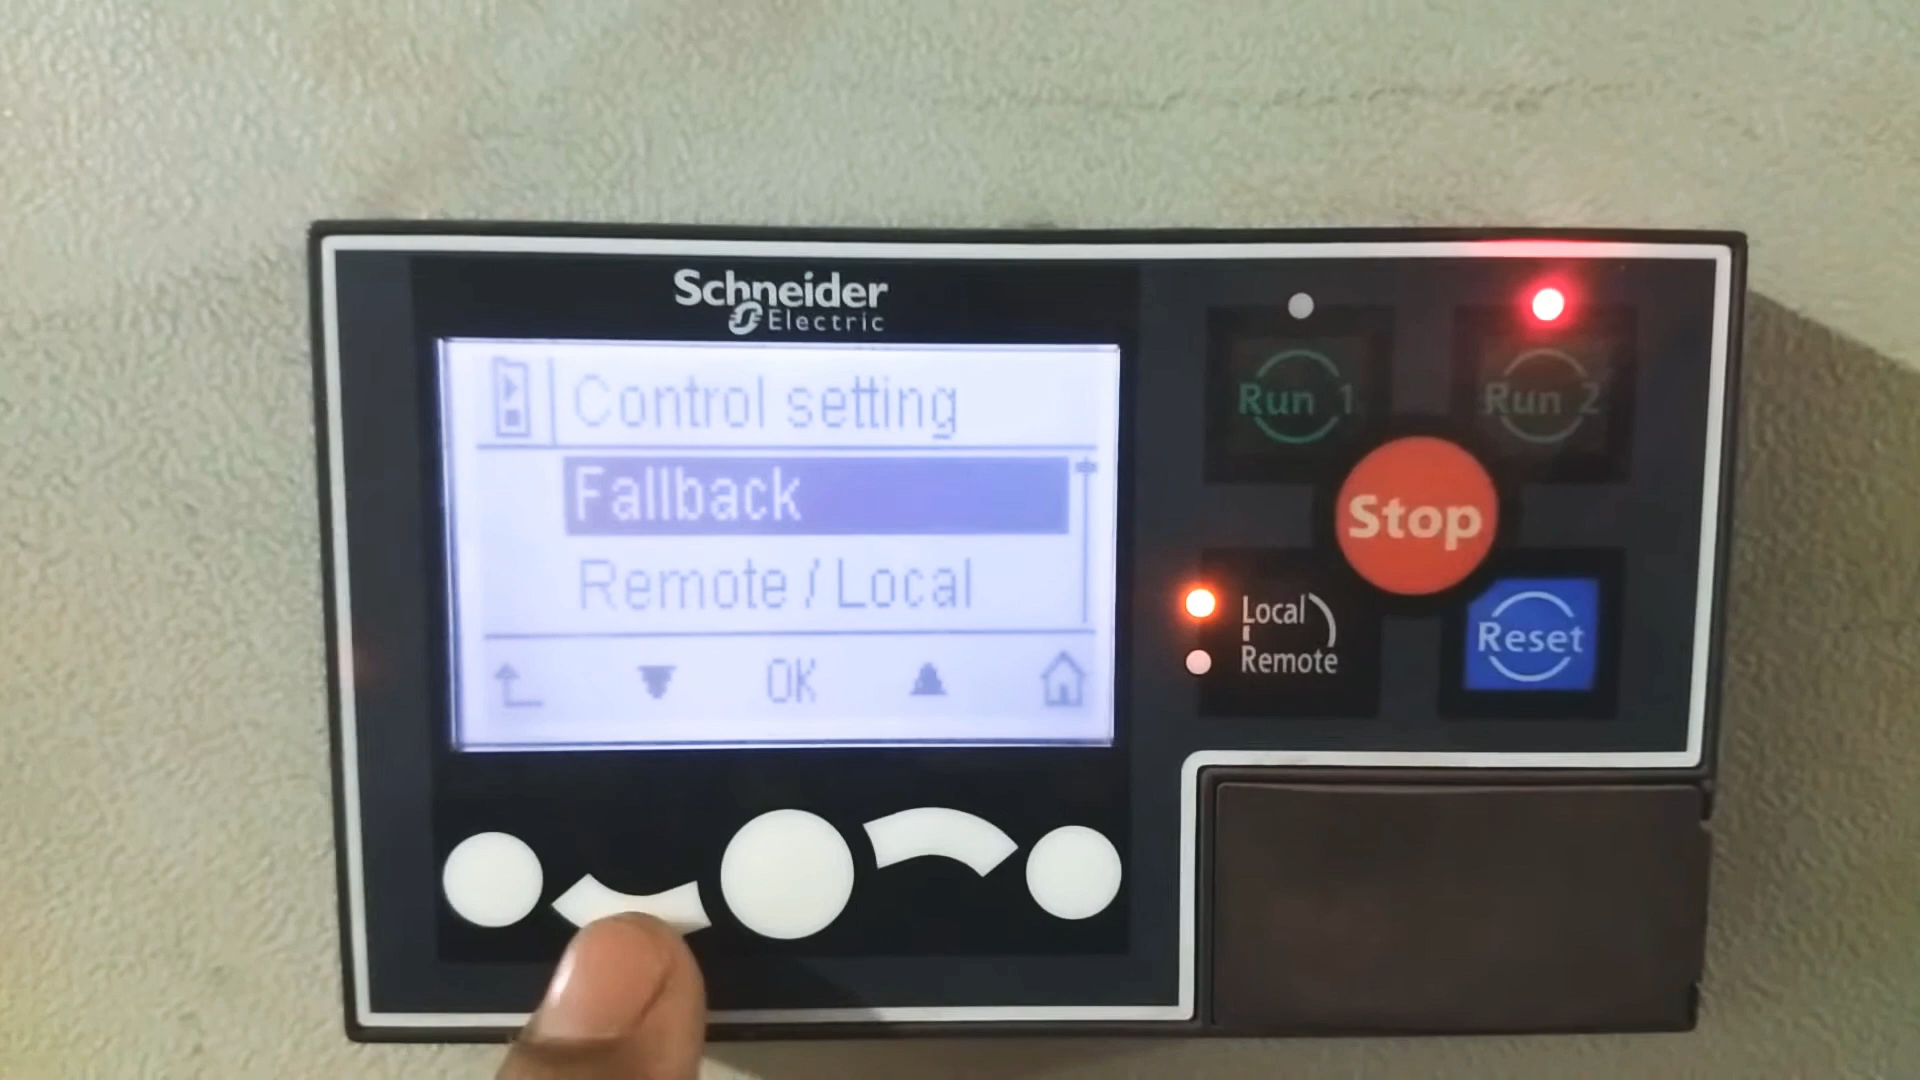 Schneider
Electric
Control setting
Fallback
Remote / Local
OK
Run 1
Run 2
Stop
Local
Remote
Reset